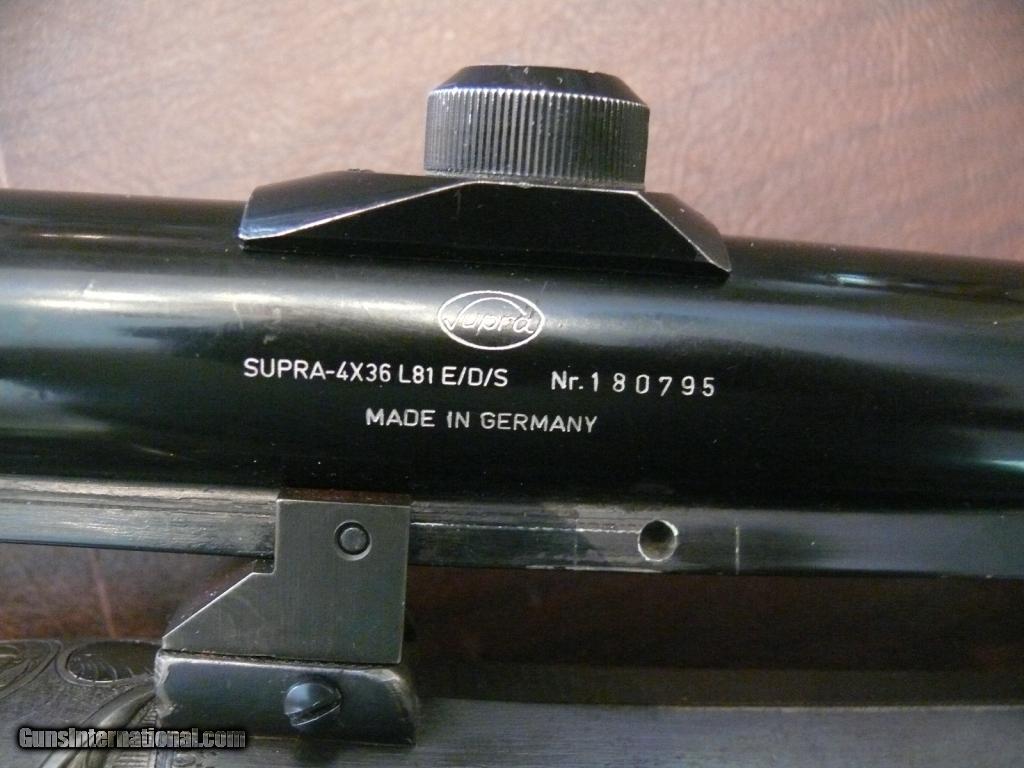 Supra
SUPRA-4X36 L81 E/D/S Nr. 180795
MADE IN GERMANY
GunsInternational.com